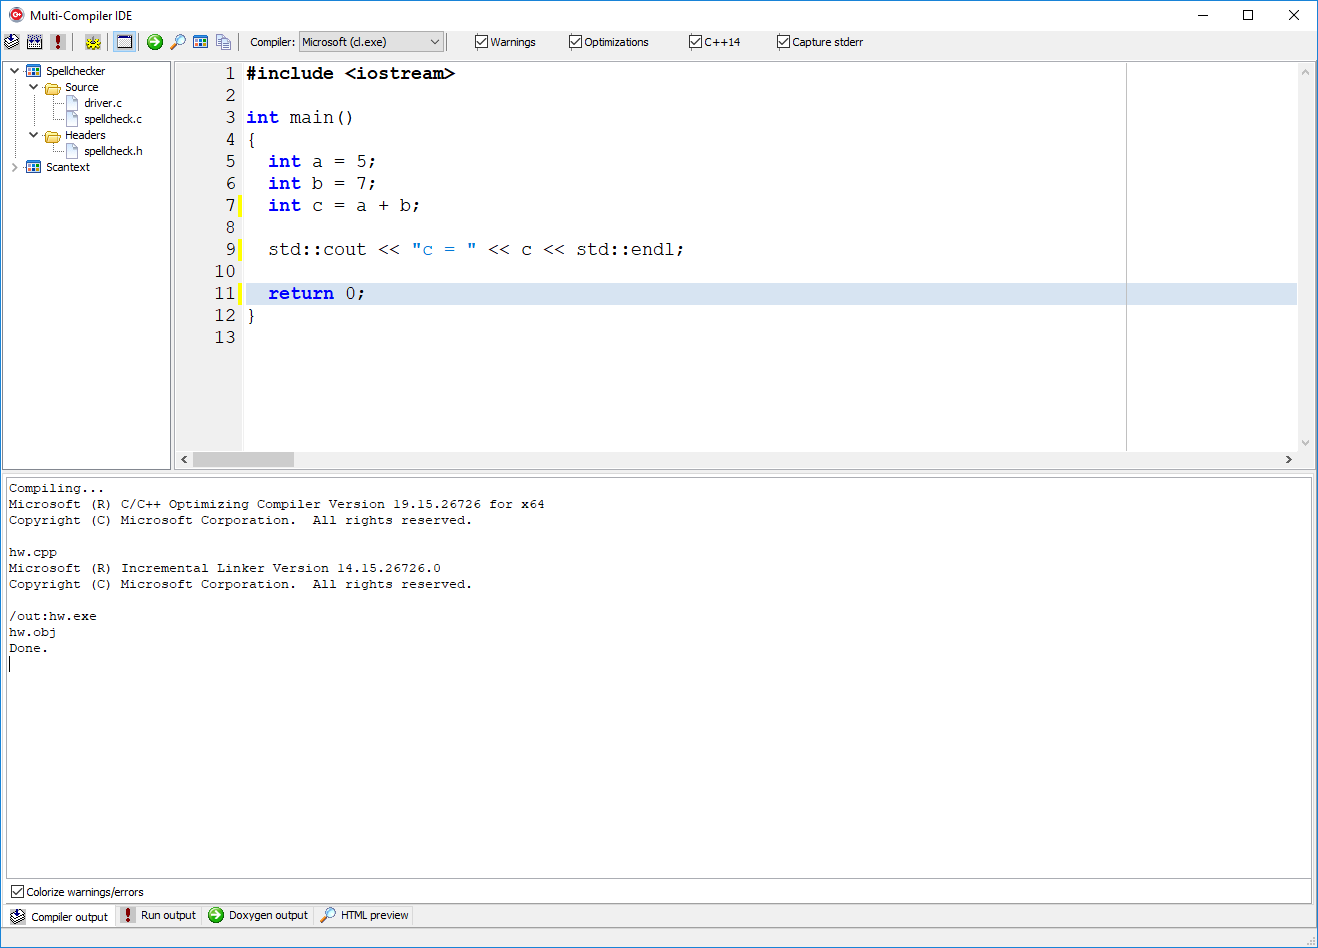 Multi-Compiler IDE
Compiler: Microsoft (cl.exe) Warnings Optimizations C++14 Capture stderr
Spellchecker
Source
driver.c
spellcheck.c
Headers
spellcheck.h
Scantext
1 #include <iostream>
2
3 int main()
4 {
5 int a = 5;
6 int b = 7;
7 int c = a + b;
8
9 std::cout << "c = " << c << std::endl;
10
11 return 0;
12 }
13
Compiling...
Microsoft (R) C/C++ Optimizing Compiler Version 19.15.26726 for x64
Copyright (C) Microsoft Corporation.  All rights reserved.
hw.cpp
Microsoft (R) Incremental Linker Version 14.15.26726.0
Copyright (C) Microsoft Corporation.  All rights reserved.
/out:hw.exe
hw.obj
Done.
Colorize warnings/errors
Compiler output Run output Doxygen output HTML preview